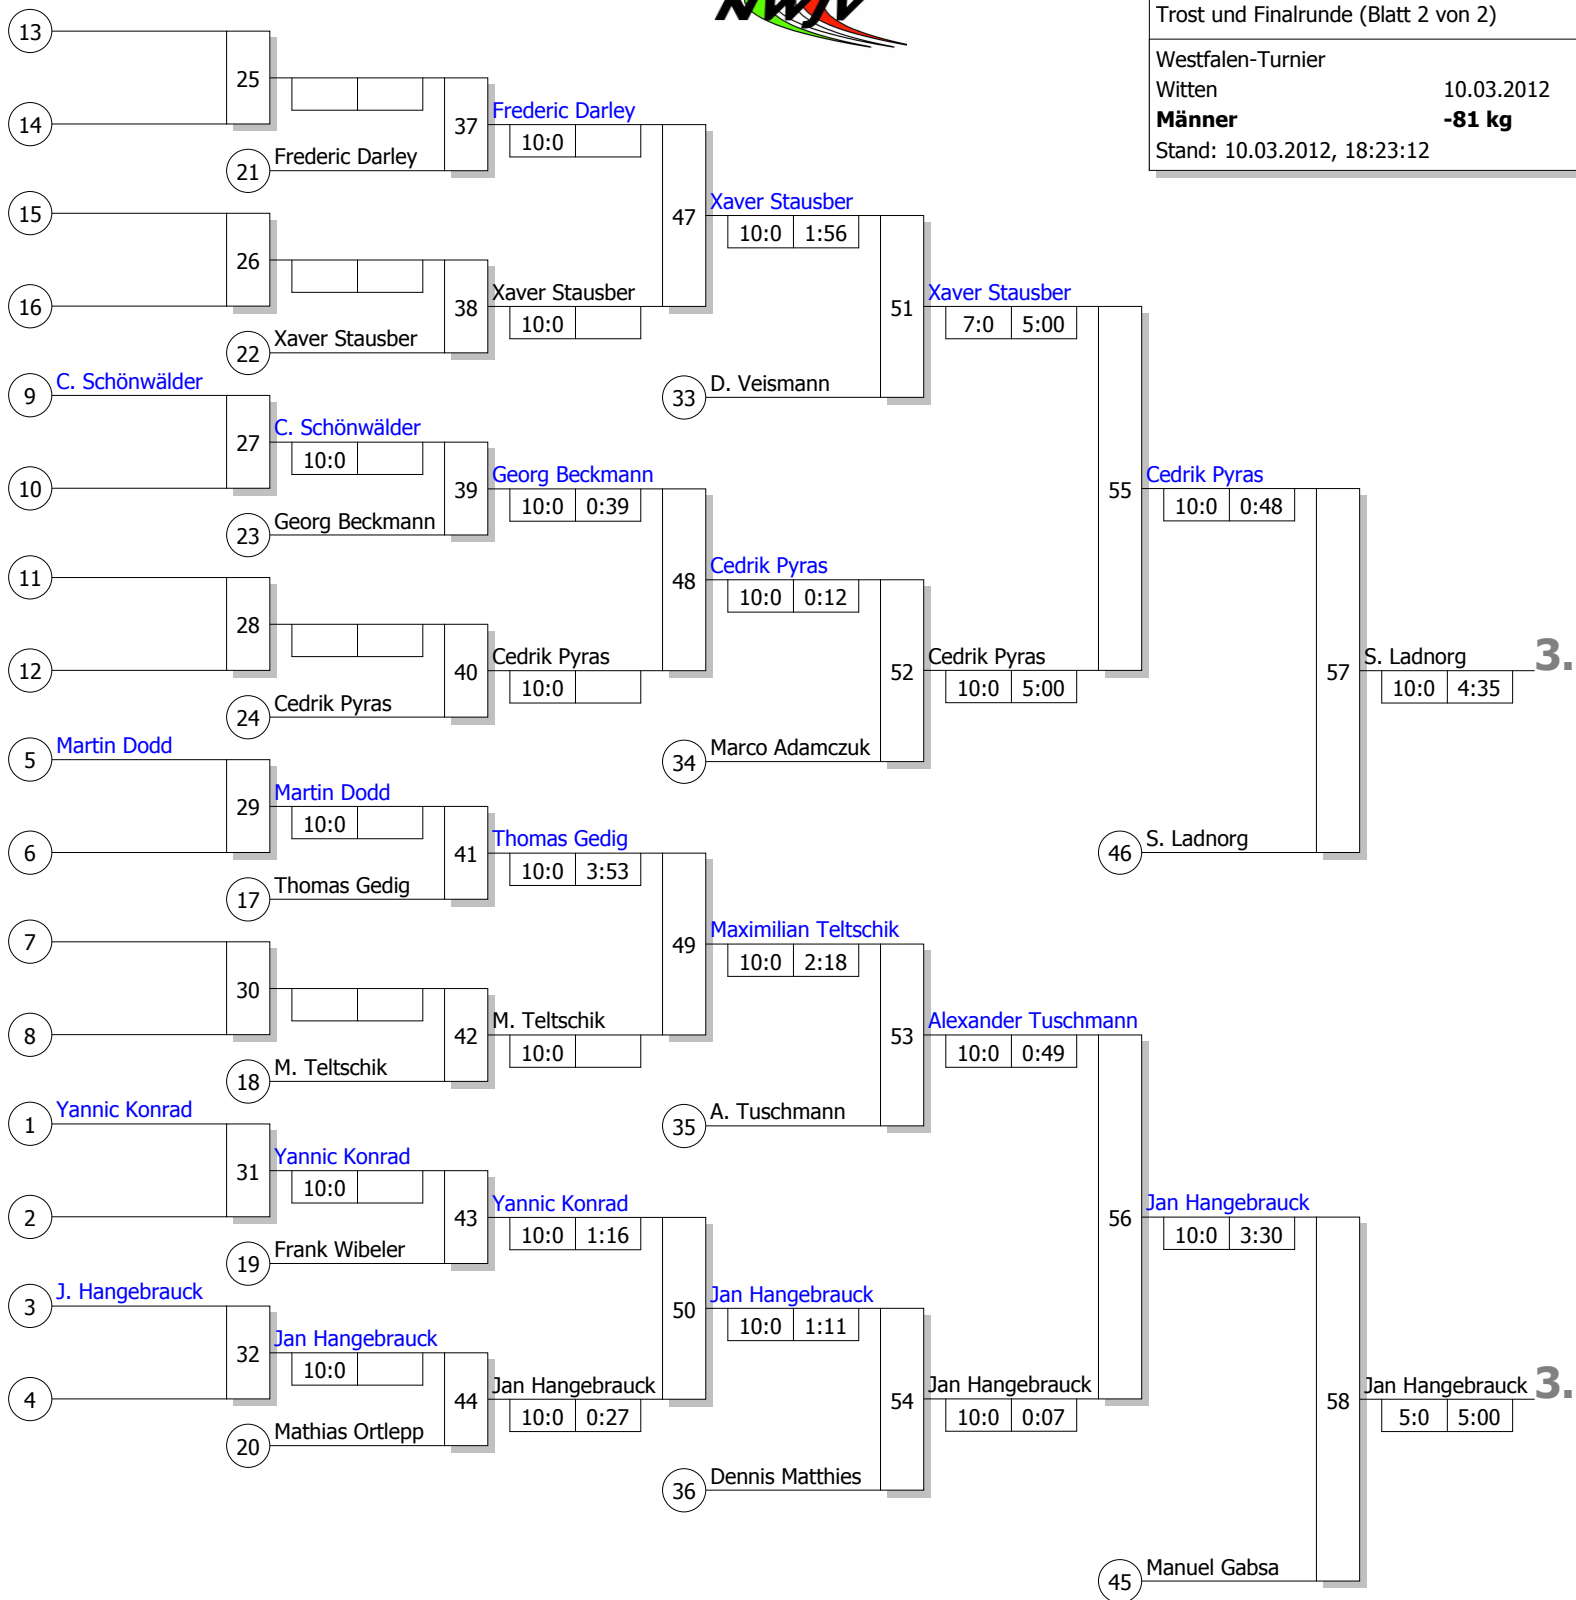 NWJV
Trost und Finalrunde (Blatt 2 von 2)
Westfalen-Turnier
Witten 10.03.2012
Männer -81 kg
Stand: 10.03.2012, 18:23:12
13
25
14
37
Frederic Darley
10:0
21
Frederic Darley
15
47
Xaver Stausber
10:0 1:56
26
16
38
Xaver Stausber
10:0
22
Xaver Stausber
51
Xaver Stausber
7:0 5:00
33
D. Veismann
9
C. Schönwälder
27
C. Schönwälder
10:0
10
39
Georg Beckmann
10:0 0:39
23
Georg Beckmann
55
Cedrik Pyras
10:0 0:48
11
48
Cedrik Pyras
10:0 0:12
28
12
40
Cedrik Pyras
10:0
24
Cedrik Pyras
52
Cedrik Pyras
10:0 5:00
34
Marco Adamczuk
57
S. Ladnorg
3.
10:0 4:35
5
Martin Dodd
29
Martin Dodd
10:0
6
41
Thomas Gedig
10:0 3:53
17
Thomas Gedig
46
S. Ladnorg
7
49
Maximilian Teltschik
10:0 2:18
30
8
42
M. Teltschik
10:0
18
M. Teltschik
53
Alexander Tuschmann
10:0 0:49
35
A. Tuschmann
1
Yannic Konrad
31
Yannic Konrad
10:0
2
43
Yannic Konrad
10:0 1:16
19
Frank Wibeler
56
Jan Hangebrauck
10:0 3:30
3
J. Hangebrauck
50
Jan Hangebrauck
10:0 1:11
32
Jan Hangebrauck
10:0
4
44
Jan Hangebrauck
10:0 0:27
20
Mathias Ortlepp
54
Jan Hangebrauck
10:0 0:07
36
Dennis Matthies
58
Jan Hangebrauck
3.
5:0 5:00
45
Manuel Gabsa